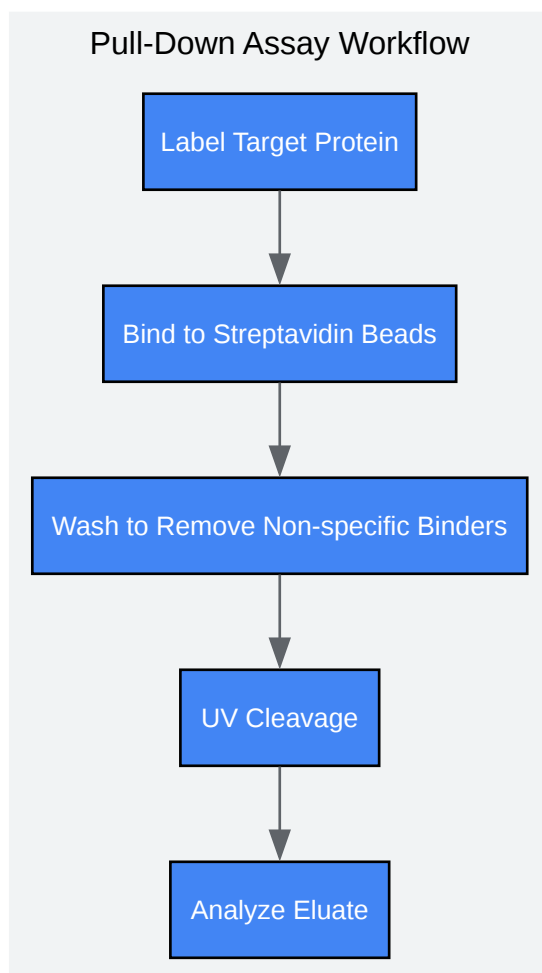 Pull-Down Assay Workflow
Label Target Protein
Bind to Streptavidin Beads
Wash to Remove Non-specific Binders
UV Cleavage
Analyze Eluate